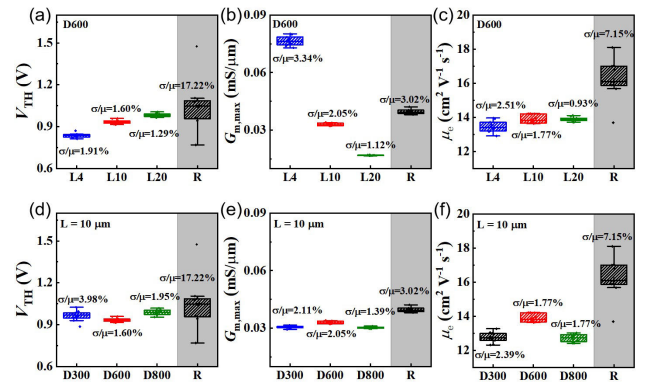 (a)
D600
1.5
1.2
0.9
0.6
V_TH (V)
σ/μ=1.91%
σ/μ=1.60%
σ/μ=1.29%
σ/μ=17.22%
L4 L10 L20 R
(b)
D600
0.09
0.06
0.03
0.00
G_m,max (mS/μm)
σ/μ=3.34%
σ/μ=2.05%
σ/μ=1.12%
σ/μ=3.02%
L4 L10 L20 R
(c)
D600
20
18
16
14
12
μ_e (cm² V⁻¹ s⁻¹)
σ/μ=2.51%
σ/μ=1.77%
σ/μ=0.93%
σ/μ=7.15%
L4 L10 L20 R
(d)
L = 10 μm
1.5
1.2
0.9
0.6
V_TH (V)
σ/μ=3.98%
σ/μ=1.60%
σ/μ=1.95%
σ/μ=17.22%
D300 D600 D800 R
(e)
L = 10 μm
0.09
0.06
0.03
0.00
G_m,max (mS/μm)
σ/μ=2.11%
σ/μ=2.05%
σ/μ=1.39%
σ/μ=3.02%
D300 D600 D800 R
(f)
L = 10 μm
20
18
16
14
12
μ_e (cm² V⁻¹ s⁻¹)
σ/μ=2.39%
σ/μ=1.77%
σ/μ=1.77%
σ/μ=7.15%
D300 D600 D800 R